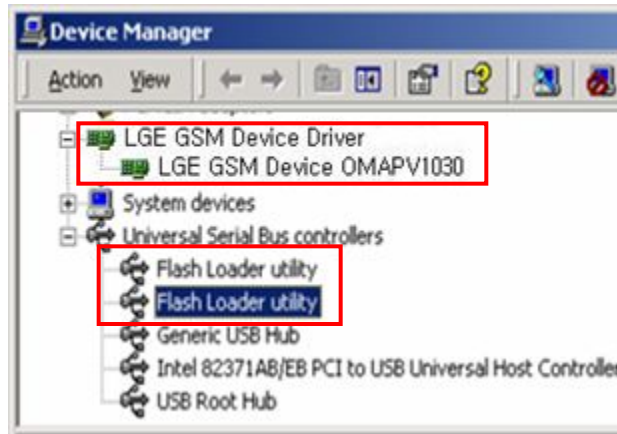 Device Manager
Action View
LGE GSM Device Driver
LGE GSM Device OMAPV1030
System devices
Universal Serial Bus controllers
Flash Loader utility
Flash Loader utility
Generic USB Hub
Intel 82371AB/EB PCI to USB Universal Host Controller
USB Root Hub